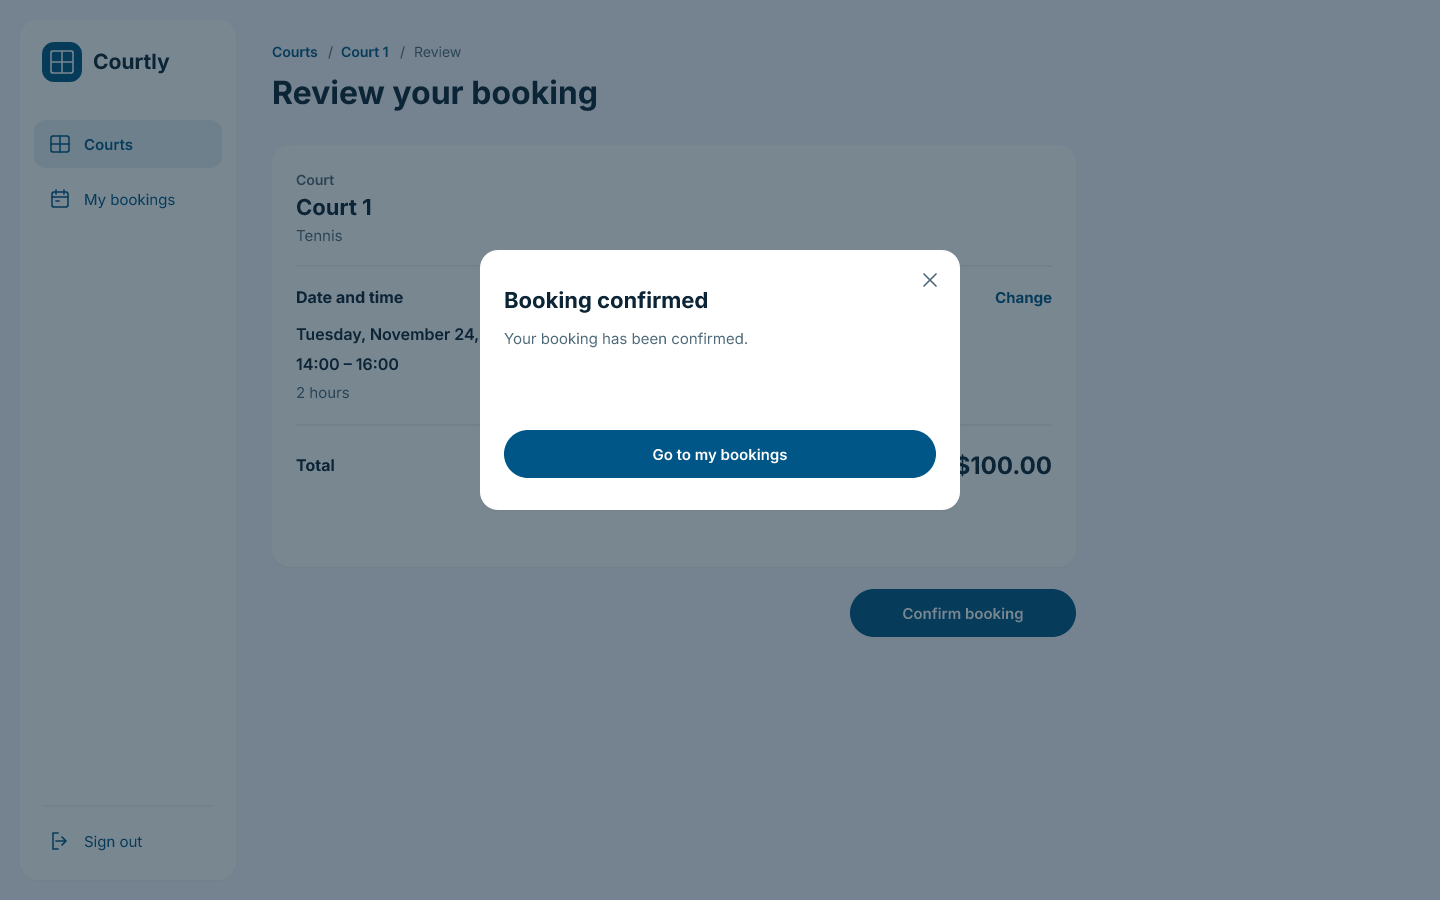 Courtly
Courts
My bookings
Sign out
Courts / Court 1 / Review
Review your booking
Court
Court 1
Tennis
Date and time
Change
Tuesday, November 24,
14:00 – 16:00
2 hours
Total
$100.00
Confirm booking
Booking confirmed
Your booking has been confirmed.
Go to my bookings